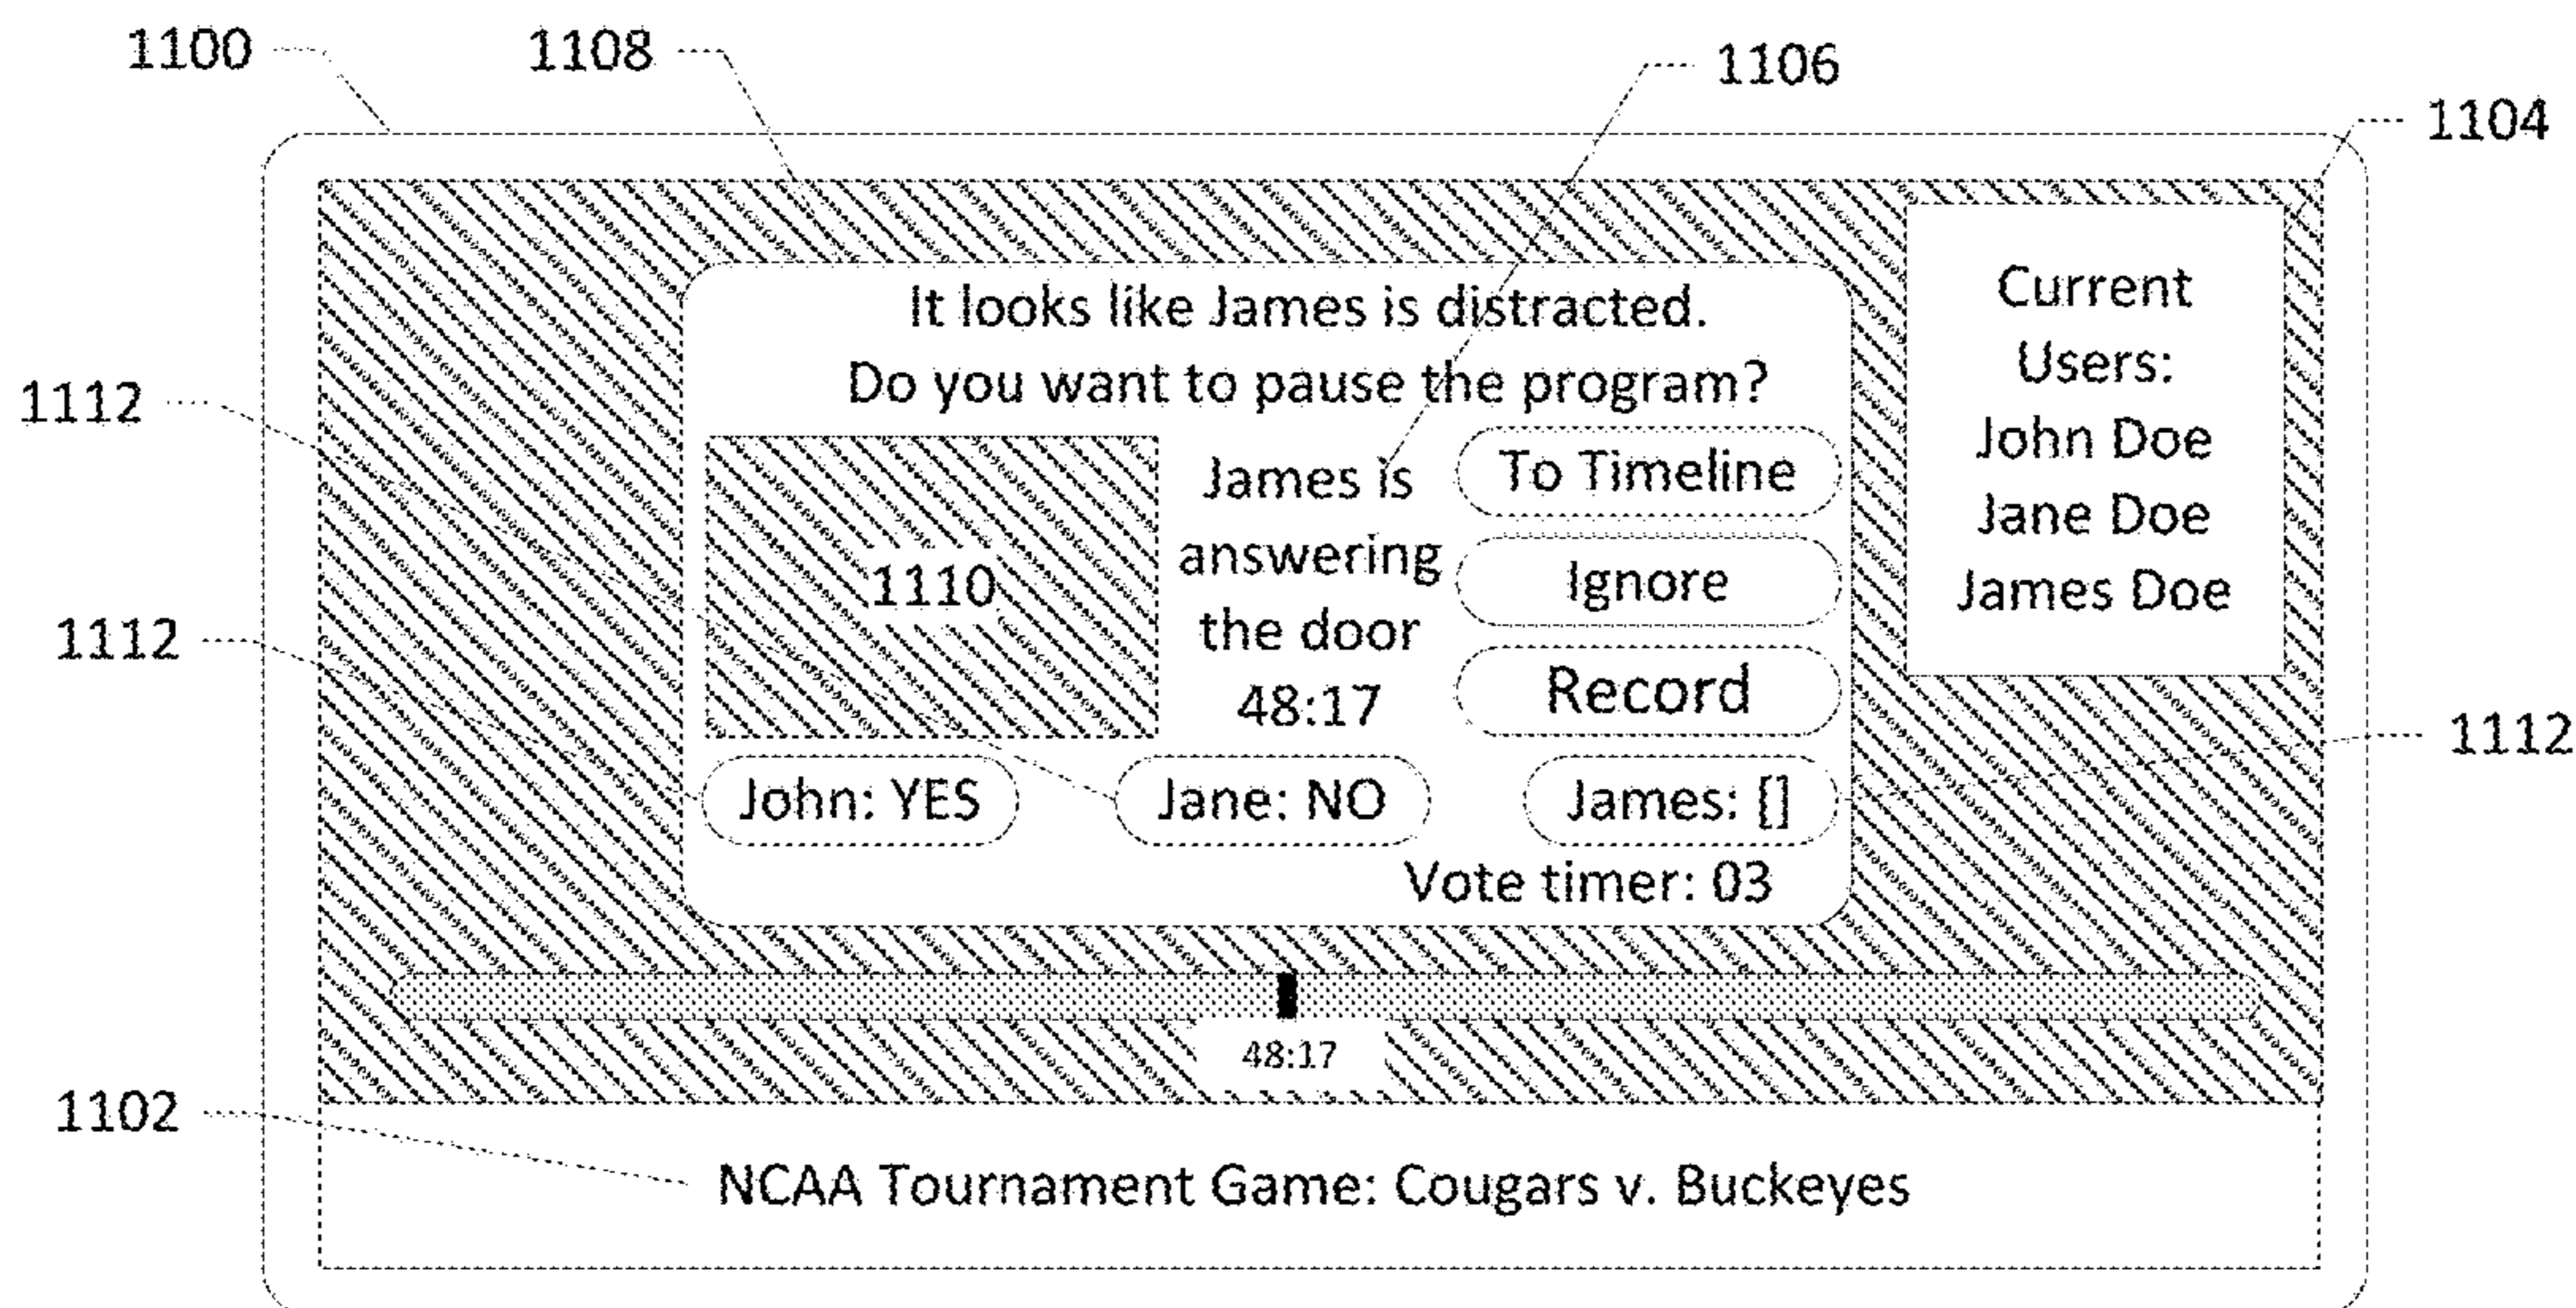 1100
1108
1106
1104
It looks like James is distracted.
Do you want to pause the program?
Current
Users:
John Doe
Jane Doe
James Doe
1112
1110
James is
answering
the door
48:17
To Timeline
Ignore
Record
1112
1112
John: YES
Jane: NO
James: []
Vote timer: 03
48:17
1102
NCAA Tournament Game: Cougars v. Buckeyes